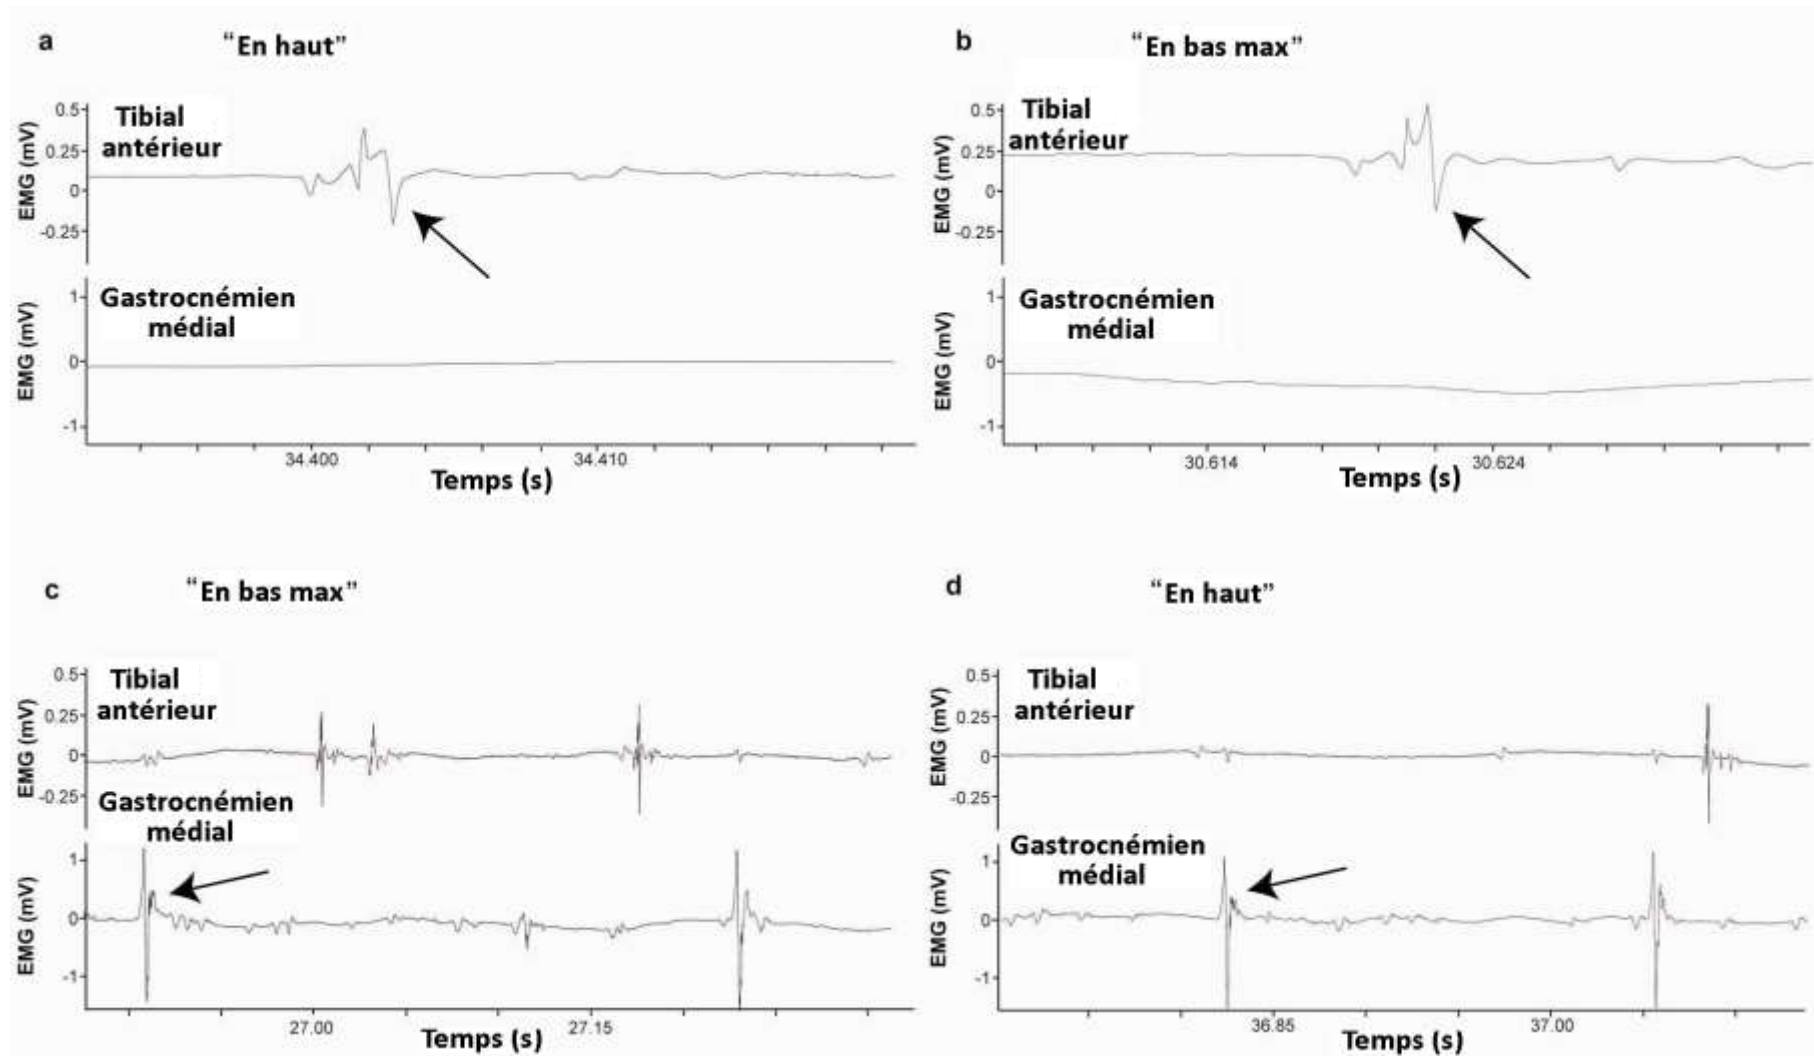 a
“En haut”
0.5
0.25
0
-0.25
EMG (mV)
Tibial
antérieur
1
0
-1
EMG (mV)
Gastrocnémien
médial
34.400
34.410
Temps (s)
b
“En bas max”
0.5
0.25
0
-0.25
EMG (mV)
Tibial
antérieur
1
0
-1
EMG (mV)
Gastrocnémien
médial
30.614
30.624
Temps (s)
c
“En bas max”
0.5
0.25
0
-0.25
EMG (mV)
Tibial
antérieur
Gastrocnémien
médial
1
0
-1
EMG (mV)
27.00
27.15
Temps (s)
d
“En haut”
0.5
0.25
0
-0.25
EMG (mV)
Tibial
antérieur
Gastrocnémien
médial
1
0
-1
EMG (mV)
36.85
37.00
Temps (s)